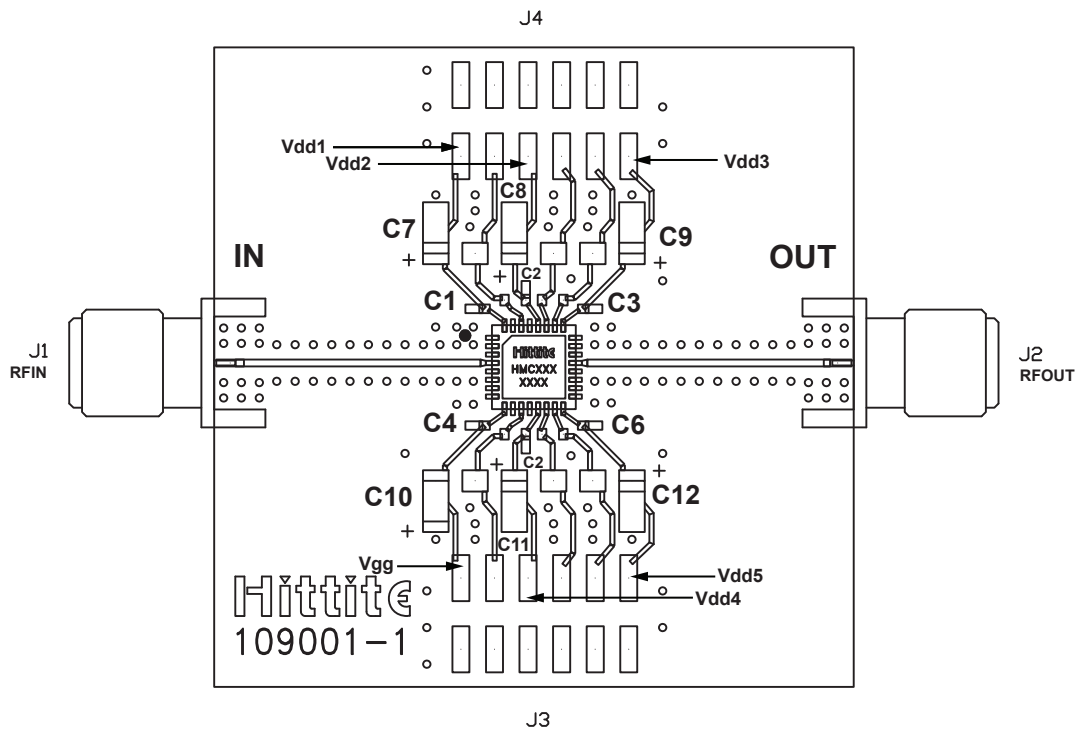 J4
Vdd1
Vdd2
Vdd3
C8
C7
C9
+
+
+
IN
OUT
C2
C1
C3
J1
RFIN
Hittite
HMCXXX
XXXX
J2
RFOUT
C4
C6
C2
+
+
C10
C12
+
C11
Vgg
Vdd5
Vdd4
Hittite
109001-1
J3